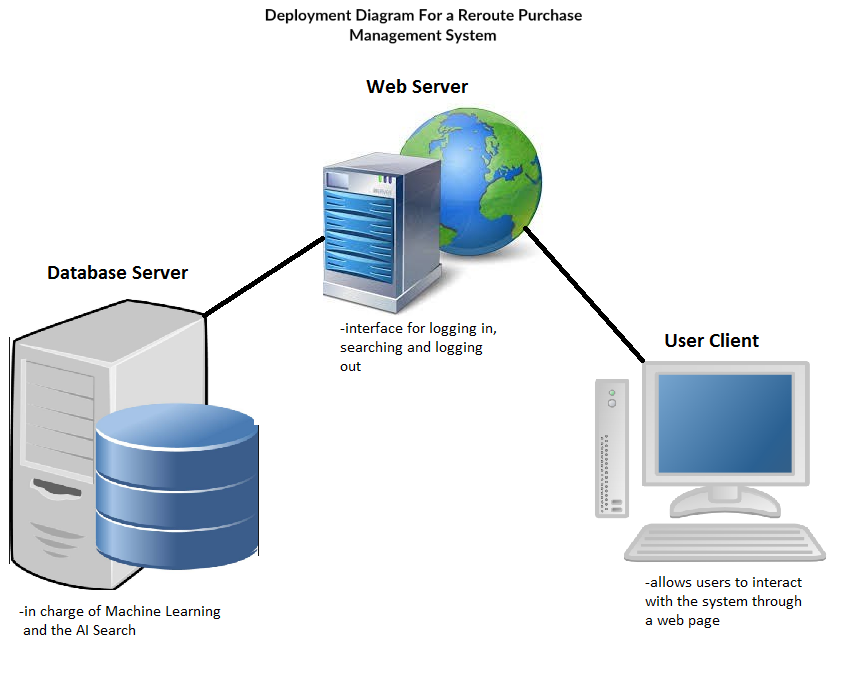 Deployment Diagram For a Reroute Purchase
Management System
Web Server
-interface for logging in,
searching and logging
out
Database Server
-in charge of Machine Learning
and the AI Search
User Client
-allows users to interact
with the system through
a web page